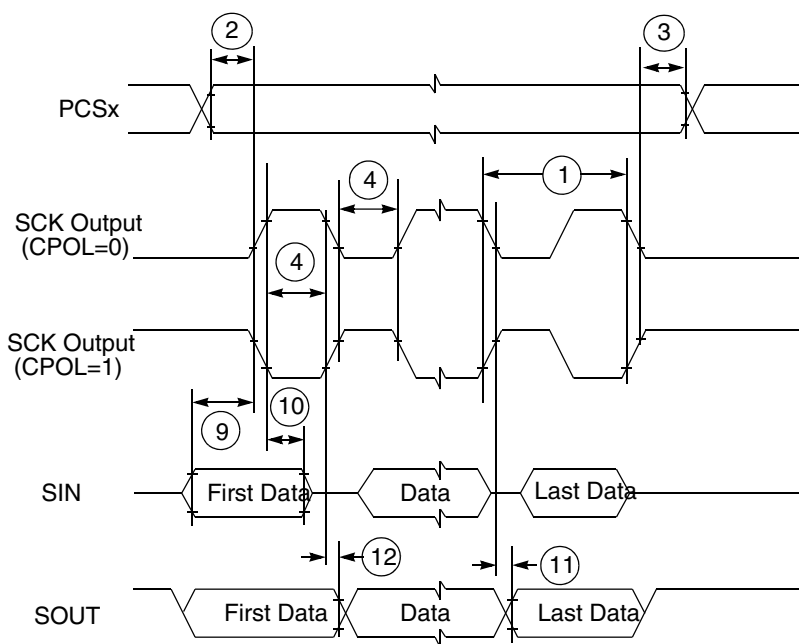 2
3
PCSx
4
1
SCK Output
(CPOL=0)
4
SCK Output
(CPOL=1)
9
10
SIN
First Data
Data
Last Data
12
11
SOUT
First Data
Data
Last Data